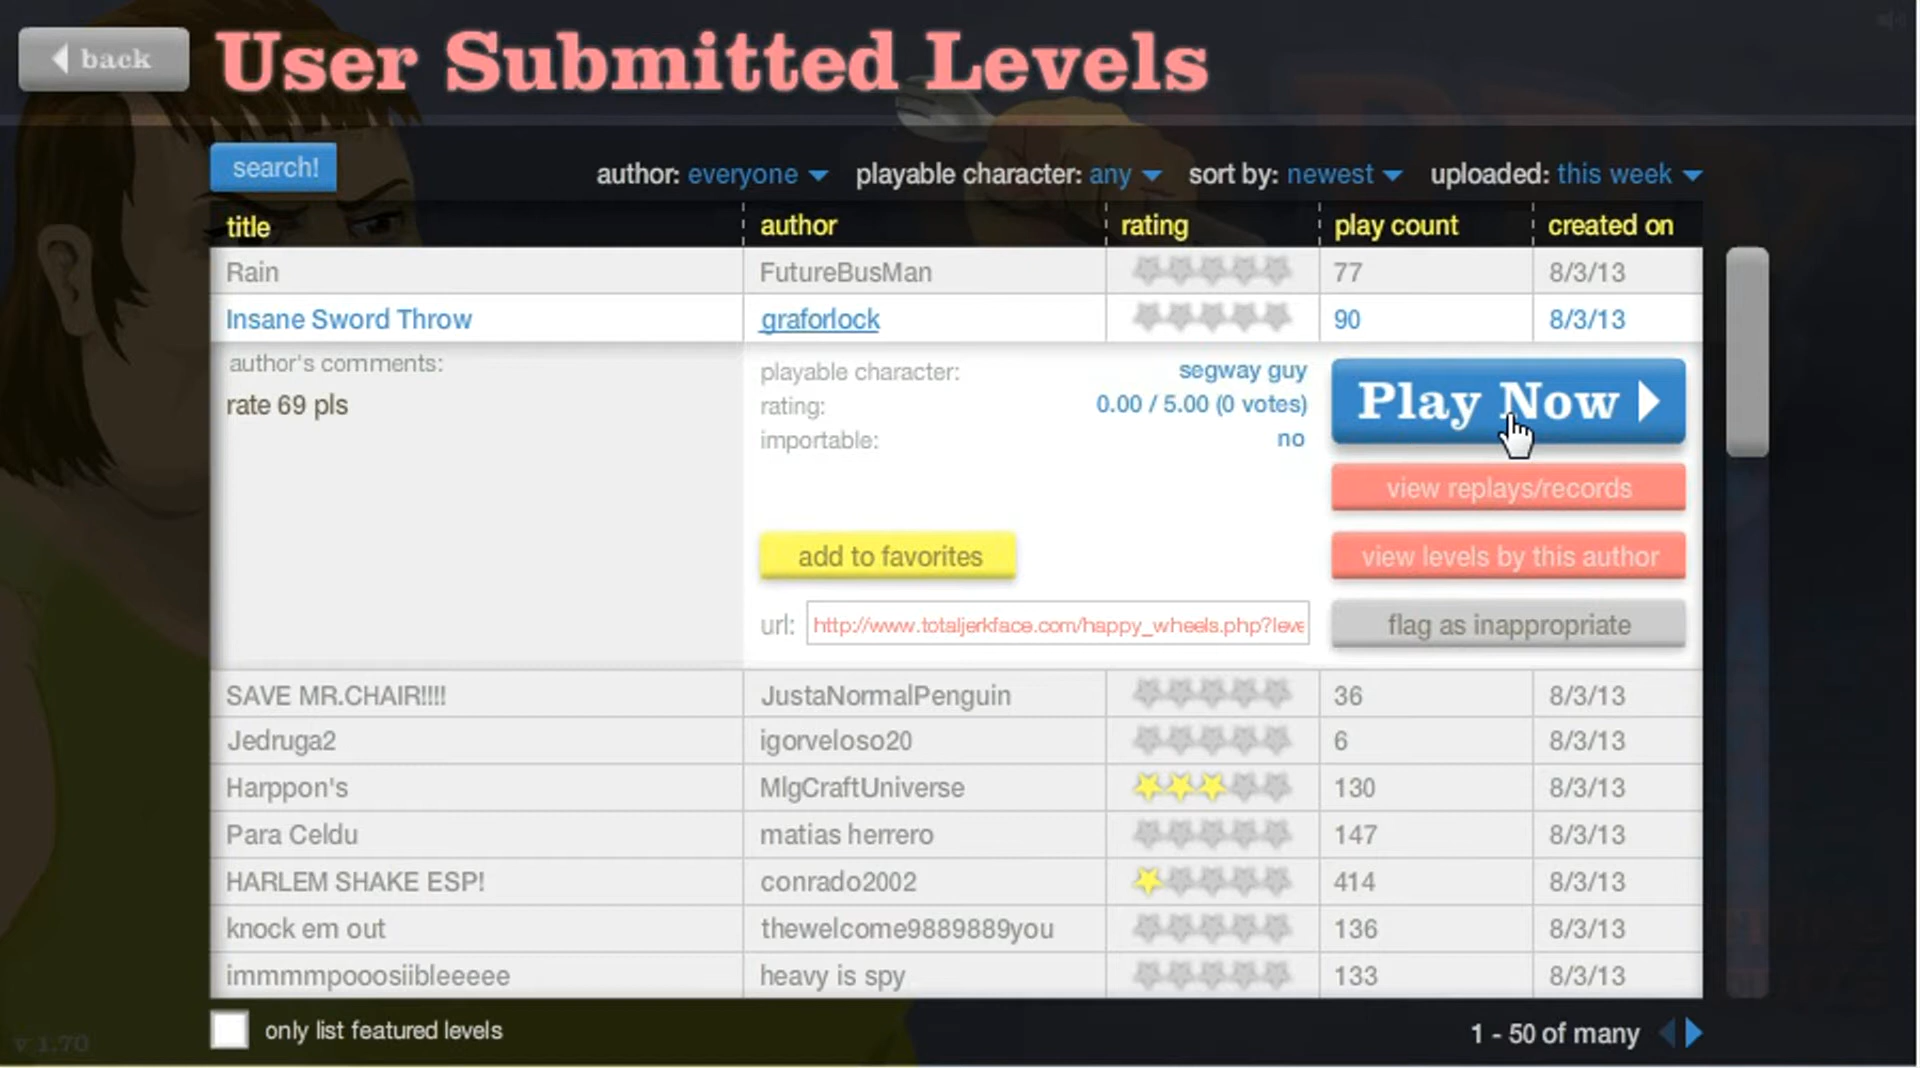 back
User Submitted Levels
search!
author: everyone playable character: any sort by: newest uploaded: this week
title author rating play count created on
Rain FutureBusMan 77 8/3/13
Insane Sword Throw graforlock 90 8/3/13
author's comments:
rate 69 pls
playable character: segway guy
rating: 0.00 / 5.00 (0 votes)
importable: no
Play Now
view replays/records
add to favorites
view levels by this author
url: http://www.totaljerkface.com/happy_wheels.php?leve
flag as inappropriate
SAVE MR.CHAIR!!!! JustaNormalPenguin 36 8/3/13
Jedruga2 igorveloso20 6 8/3/13
Harppon's MlgCraftUniverse 130 8/3/13
Para Celdu matias herrero 147 8/3/13
HARLEM SHAKE ESP! conrado2002 414 8/3/13
knock em out thewelcome9889889you 136 8/3/13
immmmpooosiibleeeee heavy is spy 133 8/3/13
only list featured levels
1 - 50 of many
v 1.70